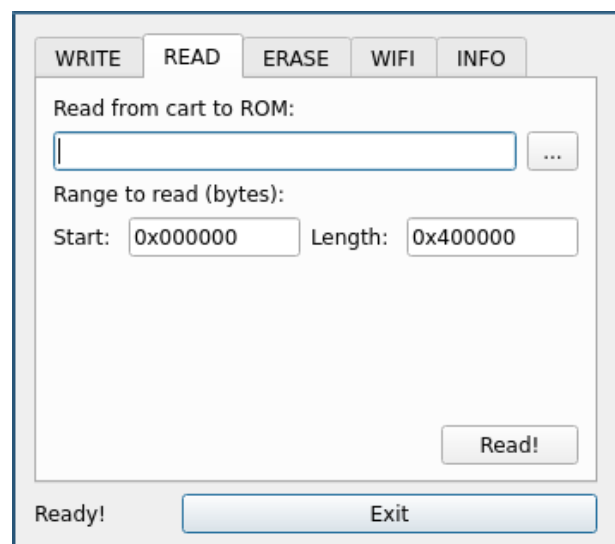 WRITE READ ERASE WIFI INFO
Read from cart to ROM:
...
Range to read (bytes):
Start: 0x000000 Length: 0x400000
Read!
Ready! Exit